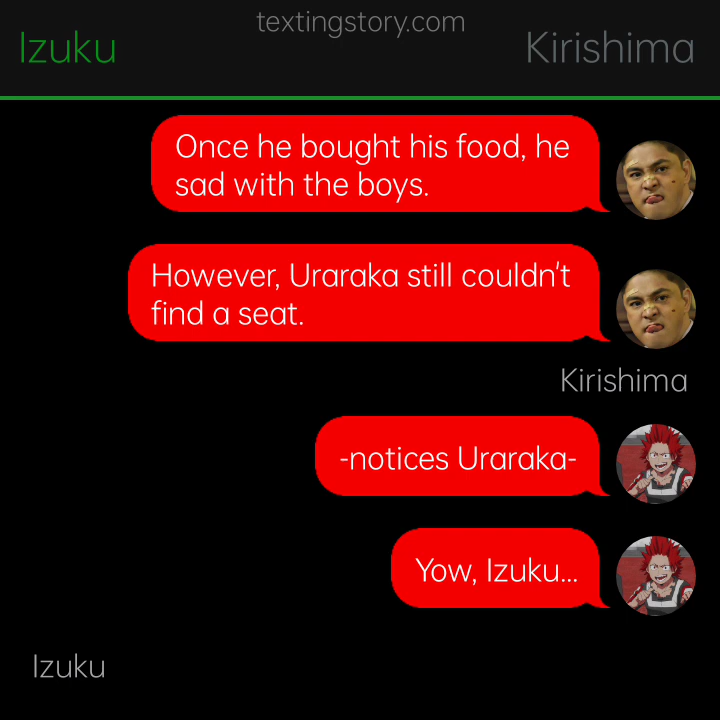 textingstory.com
Izuku
Kirishima
Once he bought his food, he
sad with the boys.
However, Uraraka still couldn't
find a seat.
Kirishima
-notices Uraraka-
Yow, Izuku...
Izuku